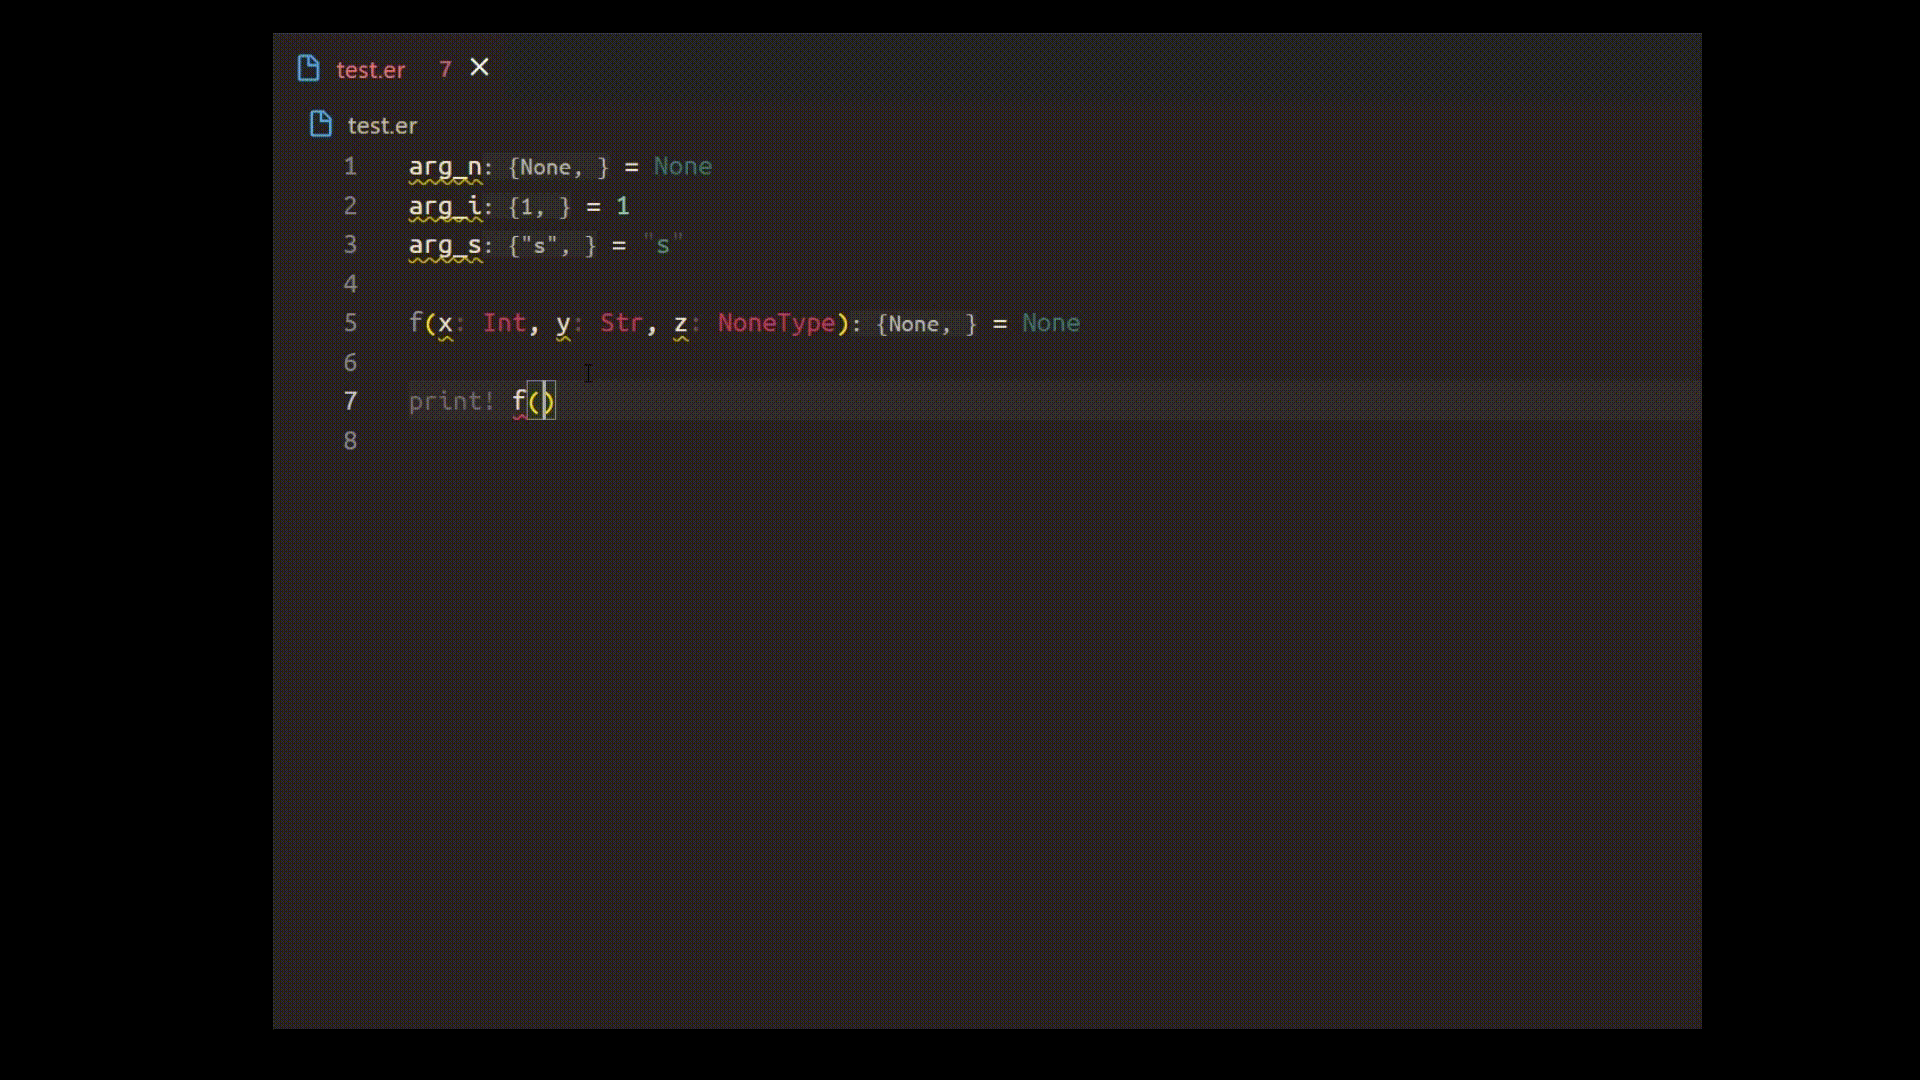 test.er 7
test.er
1 arg_n: {None, } = None
2 arg_i: {1, } = 1
3 arg_s: {"s", } = "s"
4
5 f(x: Int, y: Str, z: NoneType): {None, } = None
6
7 print! f()
8